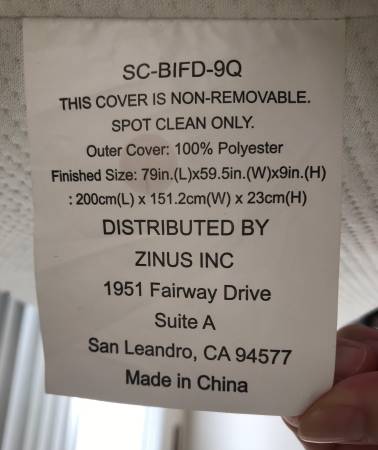 SC-BIFD-9Q
THIS COVER IS NON-REMOVABLE.
SPOT CLEAN ONLY.
Outer Cover: 100% Polyester
Finished Size: 79in.(L)x59.5in.(W)x9in.(H)
: 200cm(L) x 151.2cm(W) x 23cm(H)
DISTRIBUTED BY
ZINUS INC
1951 Fairway Drive
Suite A
San Leandro, CA 94577
Made in China